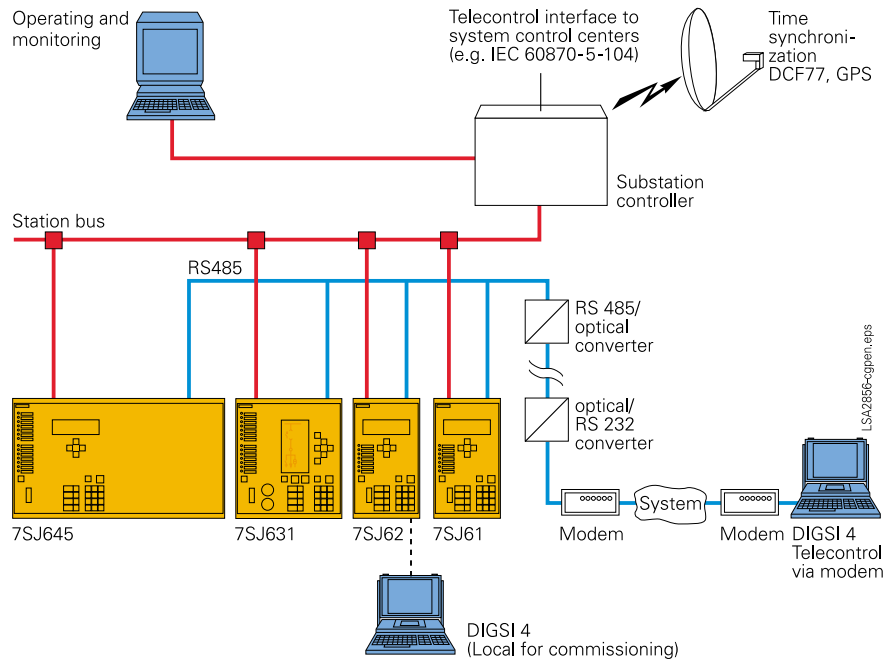 Operating and
monitoring
Telecontrol interface to
system control centers
(e.g. IEC 60870-5-104)
Time
synchroni-
zation
DCF77, GPS
Substation
controller
Station bus
RS485
RS 485/
optical
converter
optical/
RS 232
converter
LSA2856-cgpen.eps
7SJ645
7SJ631
7SJ62
7SJ61
Modem
System
Modem
DIGSI 4
Telecontrol
via modem
DIGSI 4
(Local for commissioning)